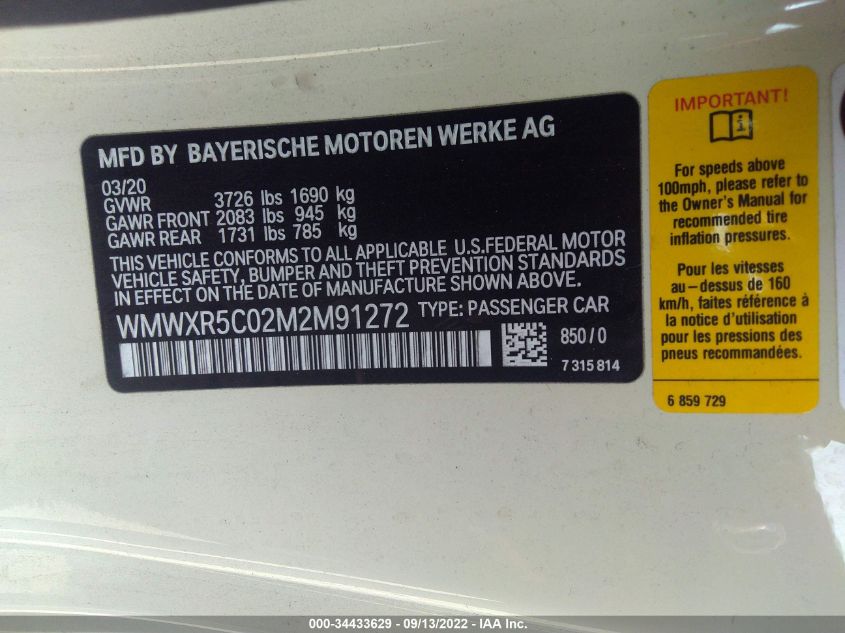 MFD BY BAYERISCHE MOTOREN WERKE AG
03/20
GVWR 3726 lbs 1690 kg
GAWR FRONT 2083 lbs 945 kg
GAWR REAR 1731 lbs 785 kg
THIS VEHICLE CONFORMS TO ALL APPLICABLE U.S.FEDERAL MOTOR
VEHICLE SAFETY, BUMPER AND THEFT PREVENTION STANDARDS
IN EFFECT ON THE DATE OF MANUFACTURE SHOWN ABOVE.
WMWXR5C02M2M91272 TYPE: PASSENGER CAR
850/0
7315814
IMPORTANT!
For speeds above
100mph, please refer to
the Owner's Manual for
recommended tire
inflation pressures.
Pour les vitesses
au-dessus de 160
km/h, faites référence à
la notice d'utilisation
pour les pressions des
pneus recommandées.
6 859 729
000-34433629 - 09/13/2022 - IAA Inc.